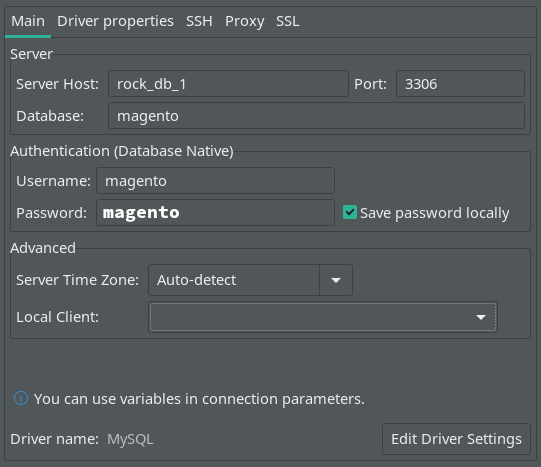 Main Driver properties SSH Proxy SSL
Server
Server Host: rock_db_1 Port: 3306
Database: magento
Authentication (Database Native)
Username: magento
Password: magento Save password locally
Advanced
Server Time Zone: Auto-detect
Local Client:
You can use variables in connection parameters.
Driver name: MySQL Edit Driver Settings